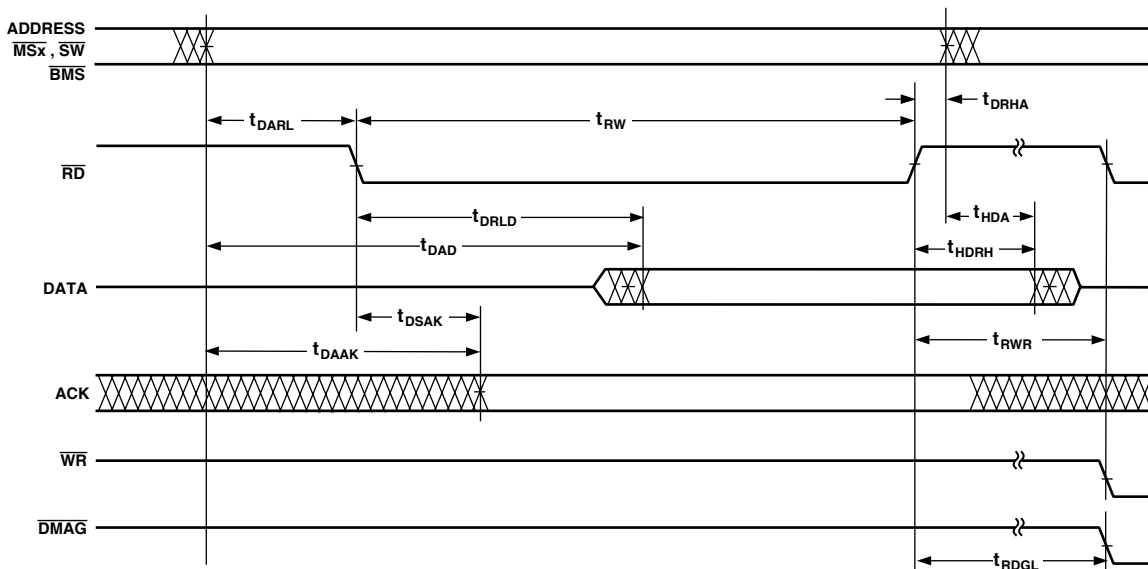 ADDRESS
MSx , SW
BMS
tDRHA
tDARL
tRW
RD
tDRLD
tHDA
tDAD
tHDRH
DATA
tDSAK
tRWR
tDAAK
ACK
WR
DMAG
tRDGL